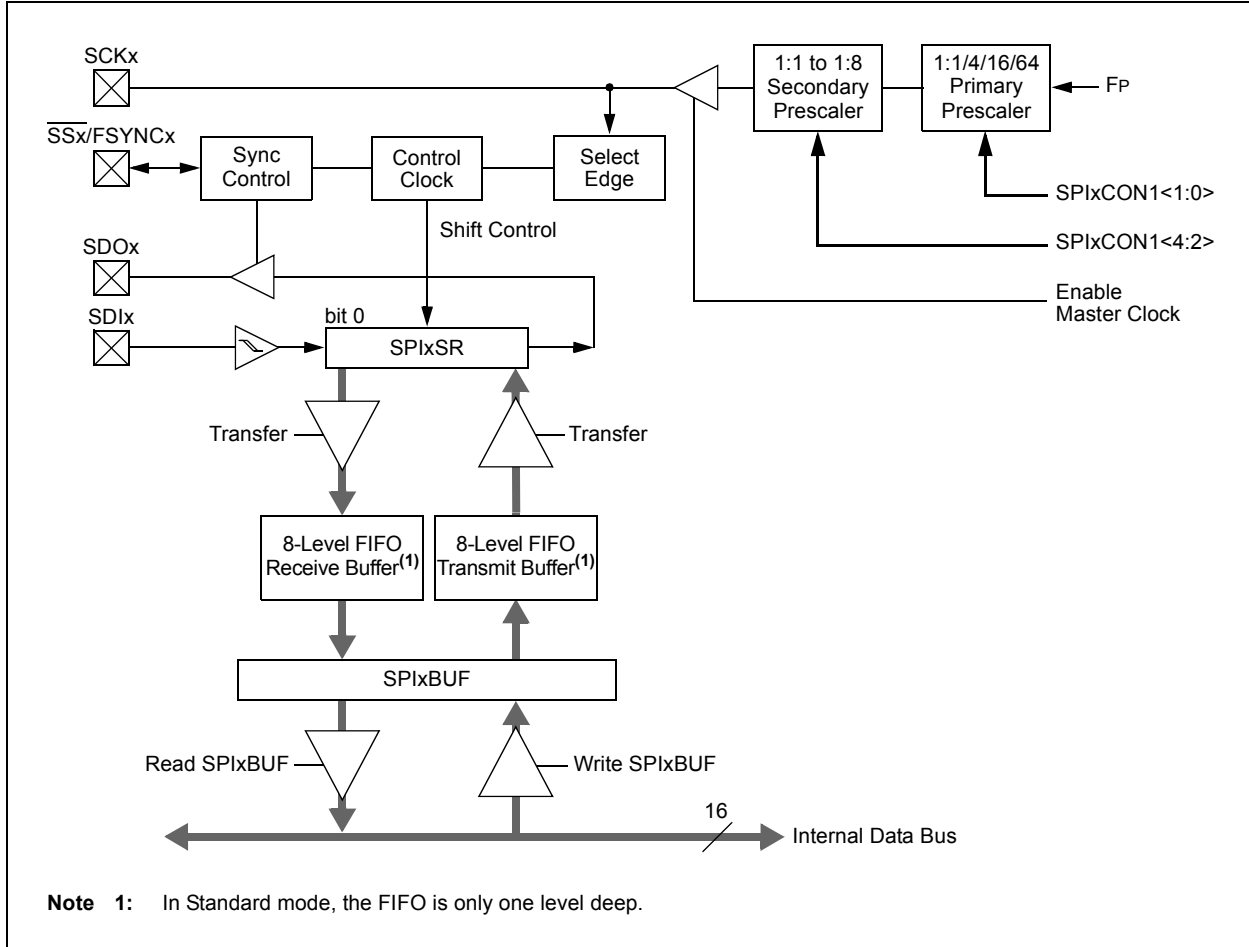 SCKx
1:1 to 1:8
Secondary
Prescaler
1:1/4/16/64
Primary
Prescaler
FP
SSx/FSYNCx
Sync
Control
Control
Clock
Select
Edge
SPIxCON1<1:0>
Shift Control
SDOx
SPIxCON1<4:2>
Enable
Master Clock
SDIx
bit 0
SPIxSR
Transfer
Transfer
8-Level FIFO
Receive Buffer(1)
8-Level FIFO
Transmit Buffer(1)
SPIxBUF
Read SPIxBUF
Write SPIxBUF
16
Internal Data Bus
Note 1: In Standard mode, the FIFO is only one level deep.